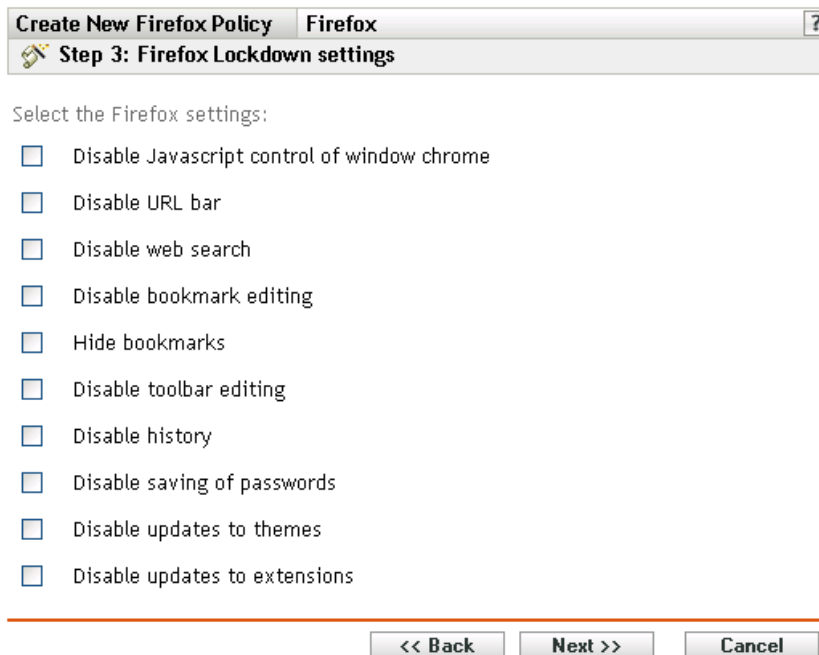 Create New Firefox Policy Firefox ?
Step 3: Firefox Lockdown settings
Select the Firefox settings:
Disable Javascript control of window chrome
Disable URL bar
Disable web search
Disable bookmark editing
Hide bookmarks
Disable toolbar editing
Disable history
Disable saving of passwords
Disable updates to themes
Disable updates to extensions
<< Back Next >> Cancel